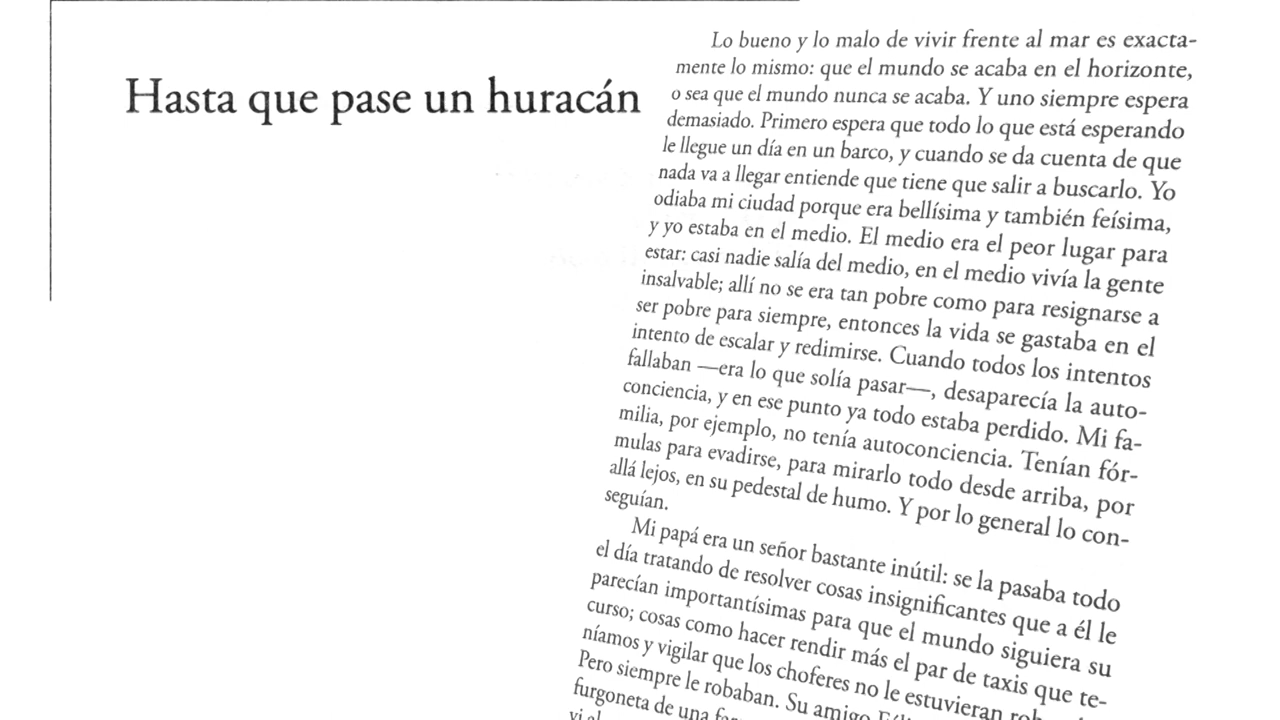 Hasta que pase un huracán
Lo bueno y lo malo de vivir frente al mar es exacta-
mente lo mismo: que el mundo se acaba en el horizonte,
o sea que el mundo nunca se acaba. Y uno siempre espera
demasiado. Primero espera que todo lo que está esperando
le llegue un día en un barco, y cuando se da cuenta de que
nada va a llegar entiende que tiene que salir a buscarlo. Yo
odiaba mi ciudad porque era bellísima y también feísima,
y yo estaba en el medio. El medio era el peor lugar para
estar: casi nadie salía del medio, en el medio vivía la gente
insalvable; allí no se era tan pobre como para resignarse a
ser pobre para siempre, entonces la vida se gastaba en el
intento de escalar y redimirse. Cuando todos los intentos
fallaban —era lo que solía pasar—, desaparecía la auto-
conciencia, y en ese punto ya todo estaba perdido. Mi fa-
milia, por ejemplo, no tenía autoconciencia. Tenían fór-
mulas para evadirse, para mirarlo todo desde arriba, por
allá lejos, en su pedestal de humo. Y por lo general lo con-
seguían.
Mi papá era un señor bastante inútil: se la pasaba todo
el día tratando de resolver cosas insignificantes que a él le
parecían importantísimas para que el mundo siguiera su
curso; cosas como hacer rendir más el par de taxis que te-
níamos y vigilar que los choferes no le estuvieran
Pero siempre le robaban. Su amigo
furgoneta de una